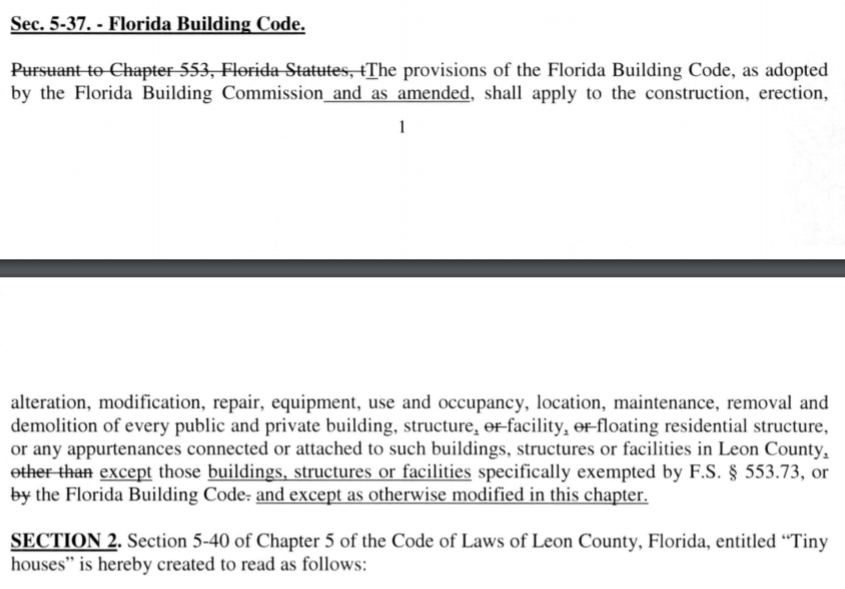 Sec. 5-37. - Florida Building Code.
Pursuant to Chapter 553, Florida Statutes, tThe provisions of the Florida Building Code, as adopted
by the Florida Building Commission and as amended, shall apply to the construction, erection,
1
alteration, modification, repair, equipment, use and occupancy, location, maintenance, removal and
demolition of every public and private building, structure, or facility, or floating residential structure,
or any appurtenances connected or attached to such buildings, structures or facilities in Leon County,
other than except those buildings, structures or facilities specifically exempted by F.S. § 553.73, or
by the Florida Building Code. and except as otherwise modified in this chapter.
SECTION 2. Section 5-40 of Chapter 5 of the Code of Laws of Leon County, Florida, entitled “Tiny
houses” is hereby created to read as follows: